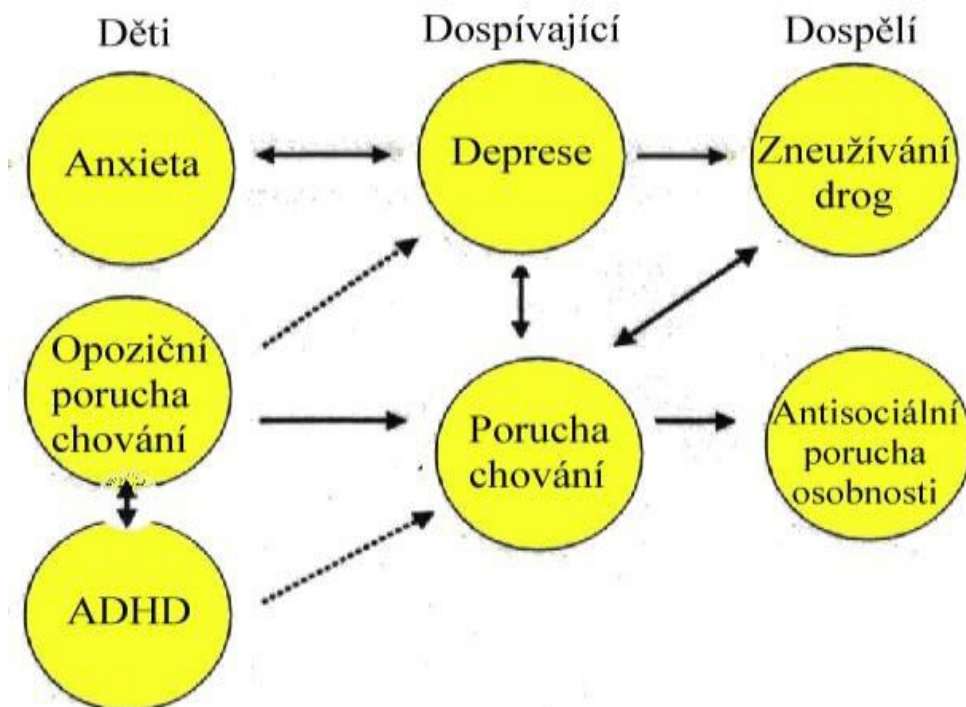 Děti
Dospívající
Dospělí
Anxieta
Deprese
Zneužívání
drog
Opoziční
porucha
chování
Porucha
chování
Antisociální
porucha
osobnosti
ADHD